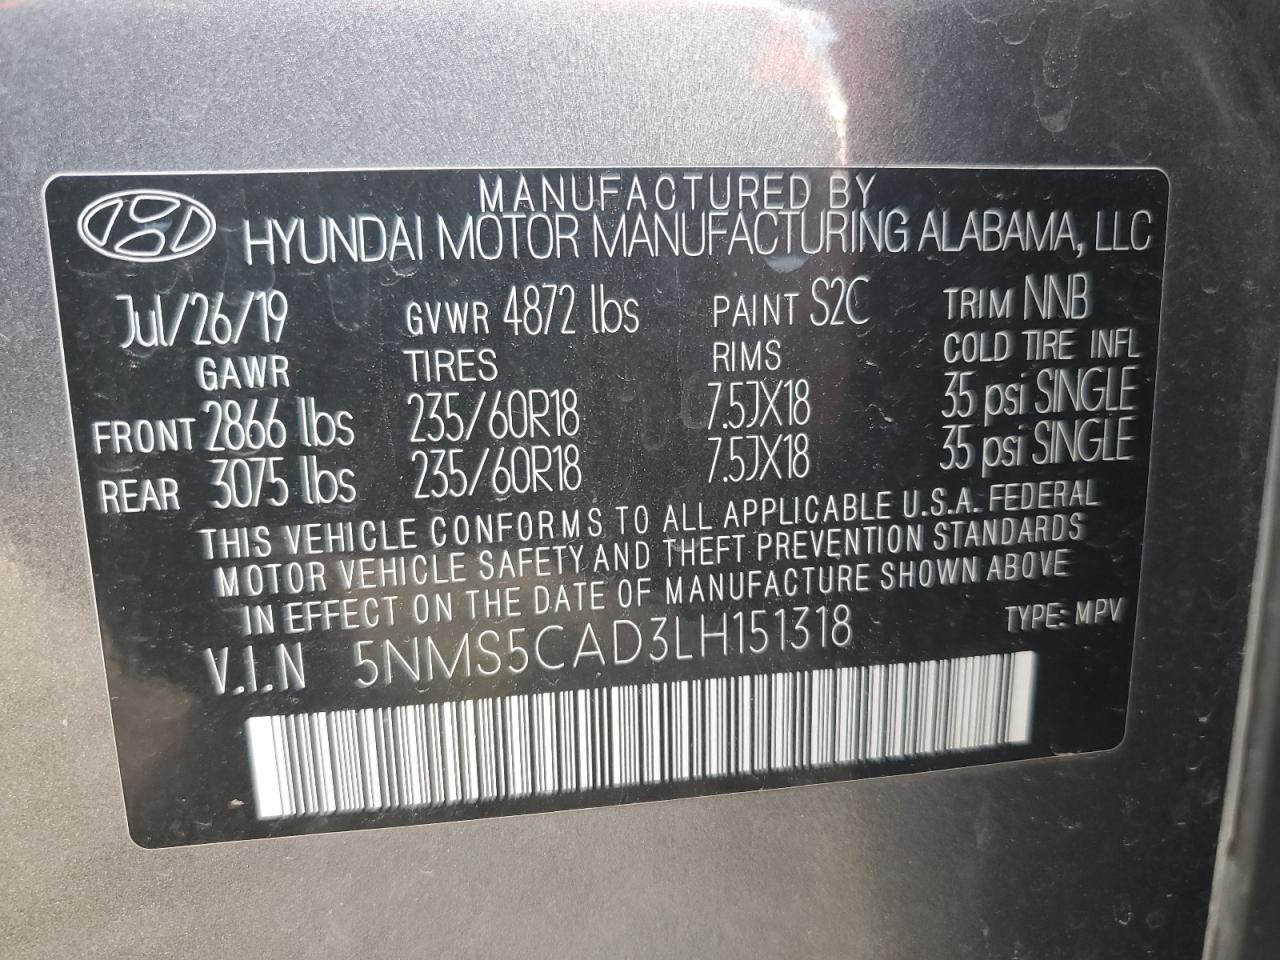 MANUFACTURED BY
HYUNDAI MOTOR MANUFACTURING ALABAMA, LLC
Jul/26/19 GVWR 4872 lbs PAINT S2C TRIM NNB
GAWR TIRES RIMS COLD TIRE INFL
FRONT 2866 lbs 235/60R18 7.5JX18 35 psi SINGLE
REAR 3075 lbs 235/60R18 7.5JX18 35 psi SINGLE
THIS VEHICLE CONFORMS TO ALL APPLICABLE U.S.A. FEDERAL
MOTOR VEHICLE SAFETY AND THEFT PREVENTION STANDARDS
IN EFFECT ON THE DATE OF MANUFACTURE SHOWN ABOVE
V.I.N 5NMS5CAD3LH151318 TYPE: MPV